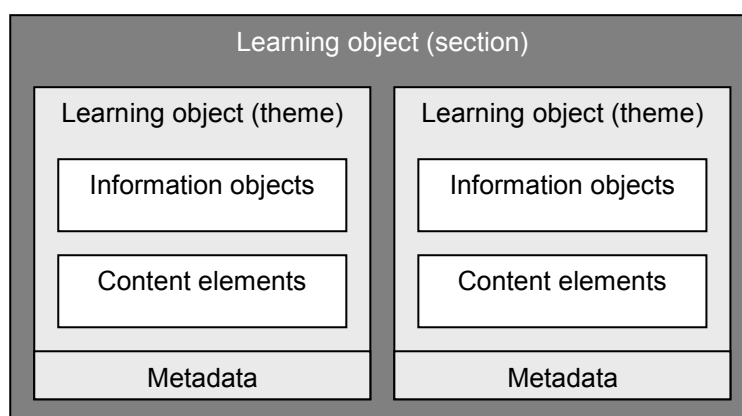 Learning object (section)
Learning object (theme)
Information objects
Content elements
Metadata
Learning object (theme)
Information objects
Content elements
Metadata